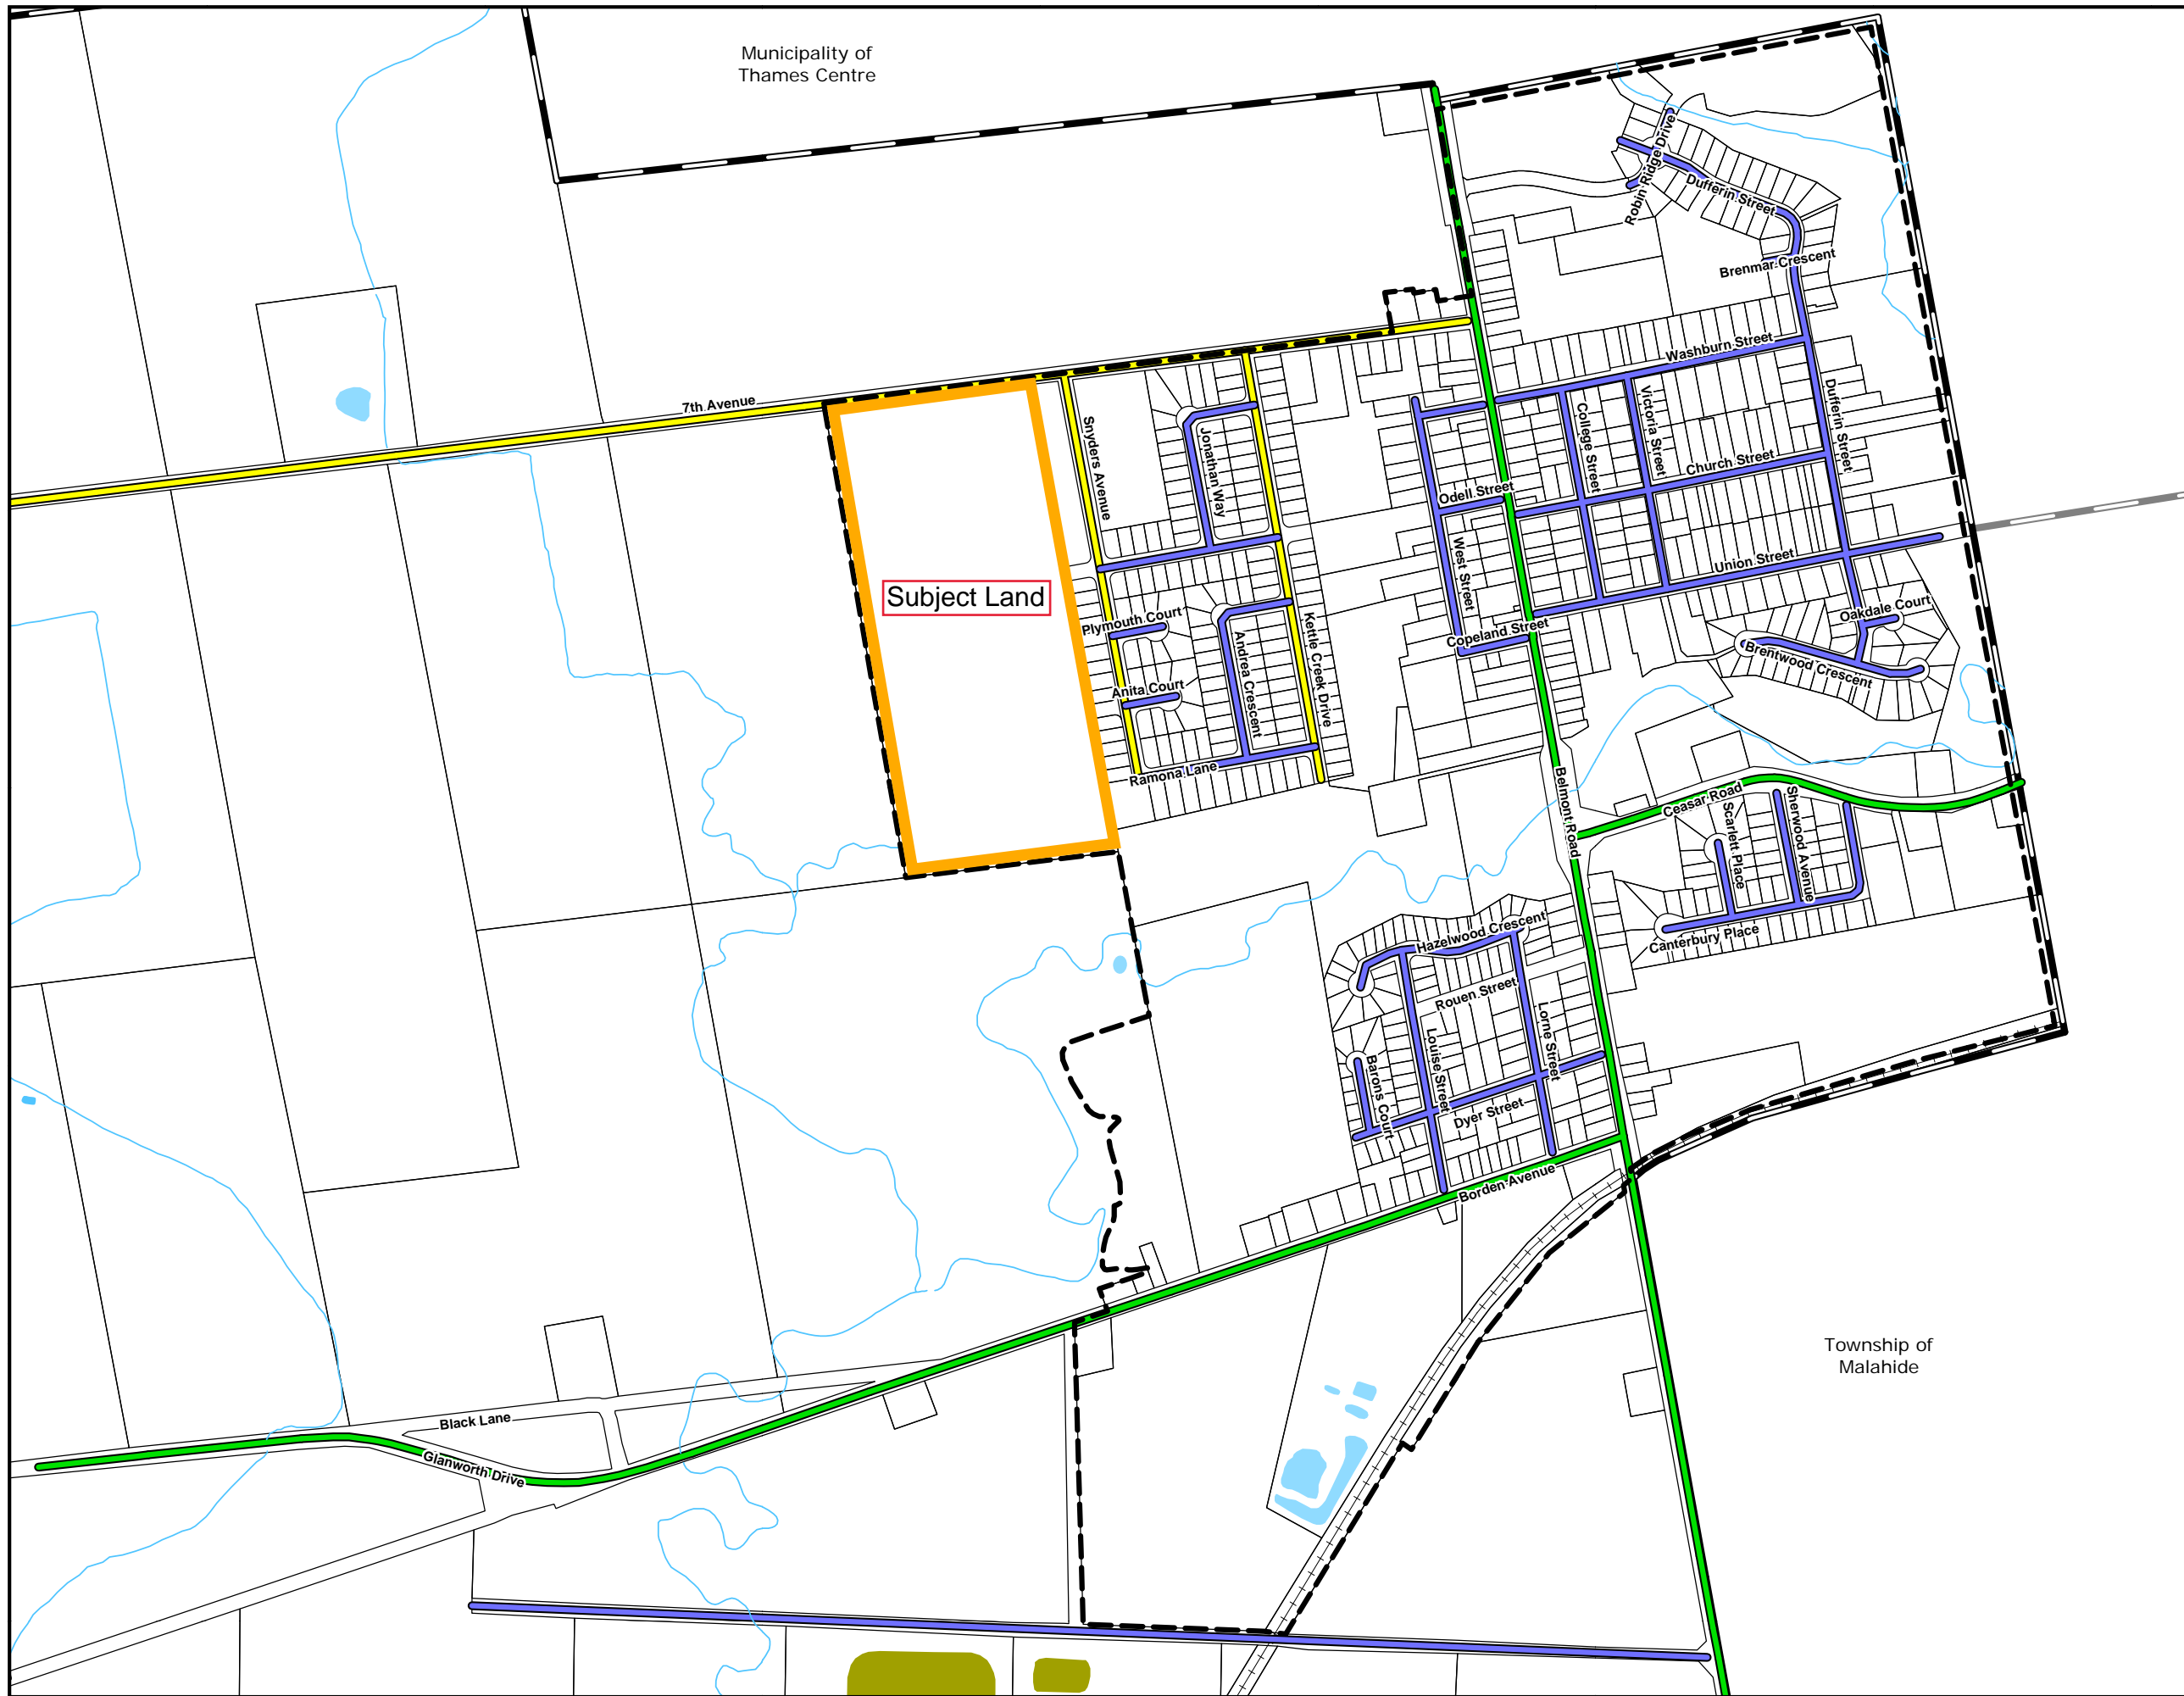 Municipality of
Thames Centre
Robin Ridge Drive
Dufferin Street
Brenmar Crescent
Washburn Street
7th Avenue
Snyders Avenue
Jonathan Way
College Street
Victoria Street
Dufferin Street
Church Street
Odell Street
West Street
Union Street
Subject Land
Plymouth Court
Andrea Crescent
Kettle Creek Drive
Copeland Street
Oakdale Court
Brentwood Crescent
Anita Court
Ramona Lane
Belmont Road
Ceasar Road
Scarlett Place
Sherwood Avenue
Canterbury Place
Hazelwood Crescent
Rouen Street
Lorne Street
Louise Street
Barons Court
Dyer Street
Borden Avenue
Township of
Malahide
Black Lane
Glanworth Drive